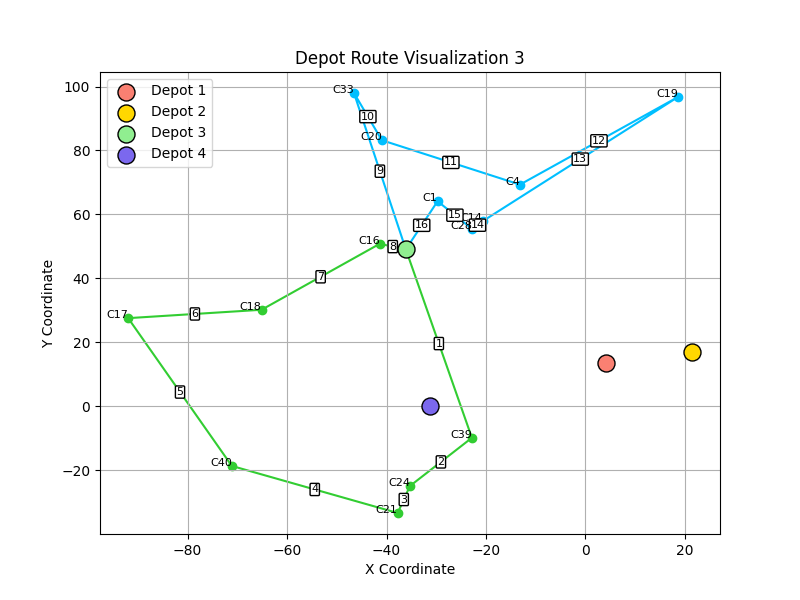 Depot Route Visualization 3
Depot 1
Depot 2
Depot 3
Depot 4
Y Coordinate
100
80
60
40
20
0
−20
−80
−60
−40
−20
0
20
X Coordinate
C33
C19
C20
C4
C1
C14
C28
C16
C18
C17
C39
C40
C24
C21
10
12
13
11
9
15
16
14
8
7
6
1
5
2
4
3